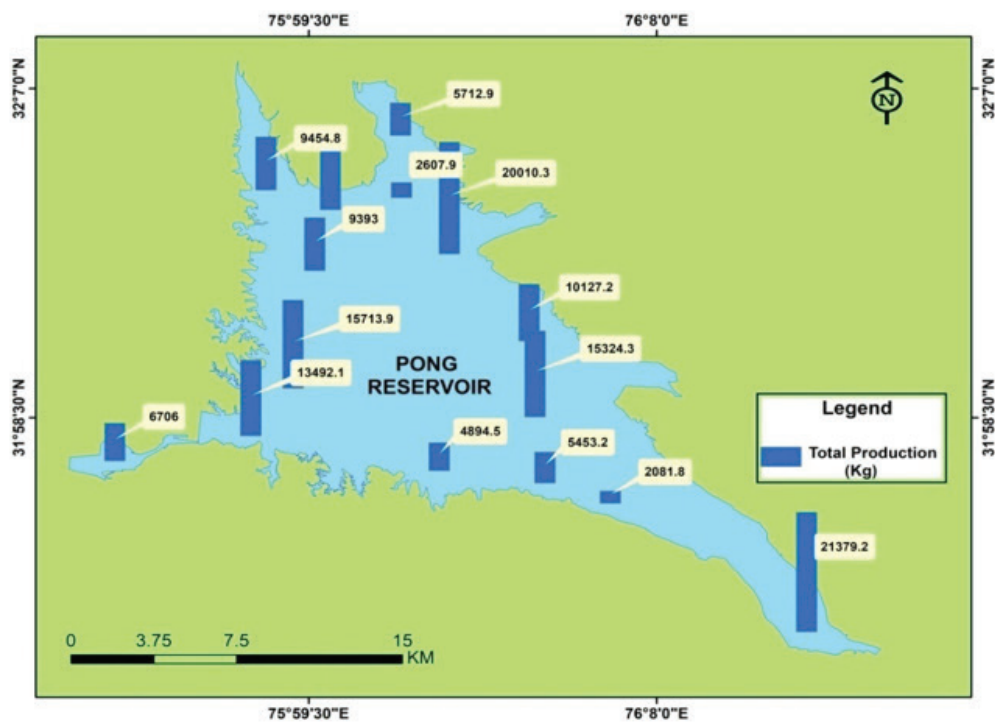 75°59'30"E
76°8'0"E
32°7'0"N
32°7'0"N
N
5712.9
9454.8
2607.9
20010.3
9393
10127.2
15713.9
15324.3
PONG
RESERVOIR
13492.1
31°58'30"N
31°58'30"N
Legend
Total Production
(Kg)
6706
4894.5
5453.2
2081.8
21379.2
0
3.75
7.5
15
KM
75°59'30"E
76°8'0"E